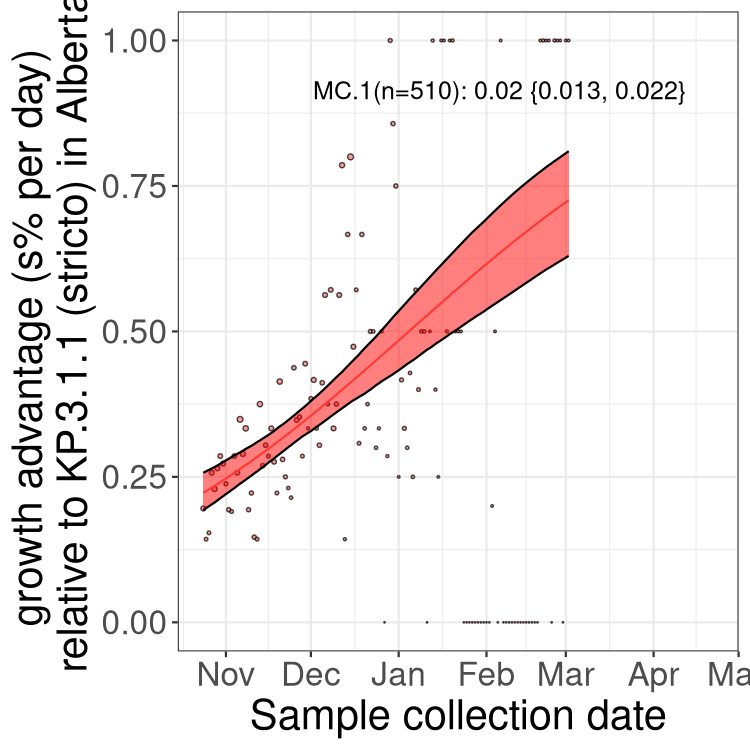 growth advantage (s% per day)
relative to KP.3.1.1 (stricto) in Alberta
1.00
0.75
0.50
0.25
0.00
MC.1(n=510): 0.02 {0.013, 0.022}
Nov Dec Jan Feb Mar Apr Ma
Sample collection date